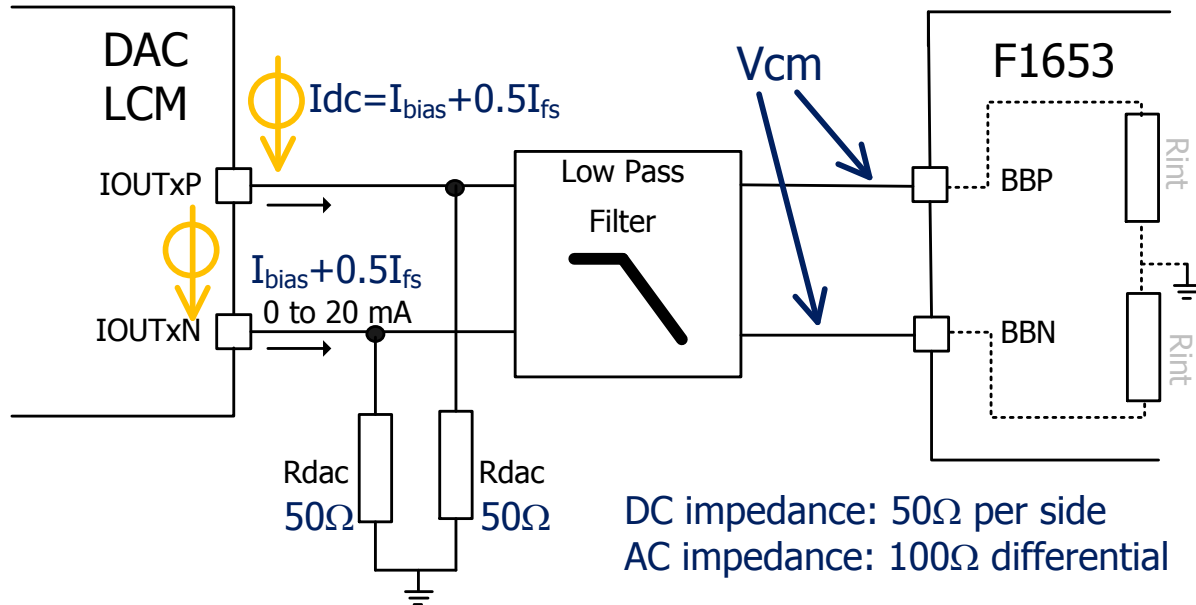 DAC
LCM
Idc=Ibias+0.5Ifs
Vcm
F1653
IOUTxP
Low Pass
Filter
BBP
Rint
Ibias+0.5Ifs
0 to 20 mA
IOUTxN
BBN
Rint
Rdac
50Ω
Rdac
50Ω
DC impedance: 50Ω per side
AC impedance: 100Ω differential